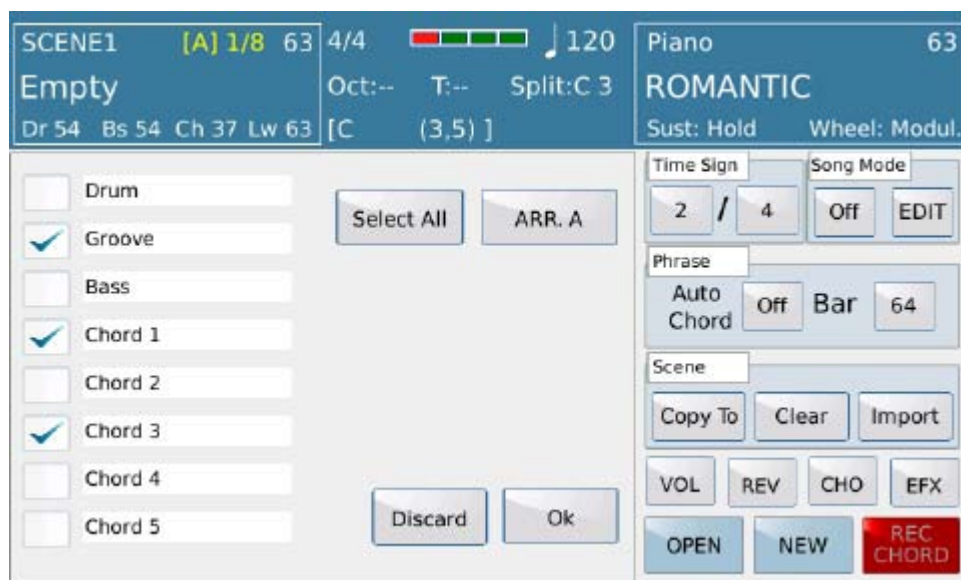 SCENE1 [A] 1/8 63
Empty
Dr 54 Bs 54 Ch 37 Lw 63
4/4 120
Oct:-- T:-- Split:C 3
[C (3,5) ]
Piano 63
ROMANTIC
Sust: Hold Wheel: Modul.
Drum
Groove
Bass
Chord 1
Chord 2
Chord 3
Chord 4
Chord 5
Select All ARR. A
Discard Ok
Time Sign
2 / 4
Song Mode
Off EDIT
Phrase
Auto
Chord Off Bar 64
Scene
Copy To Clear Import
VOL REV CHO EFX
OPEN NEW REC
CHORD